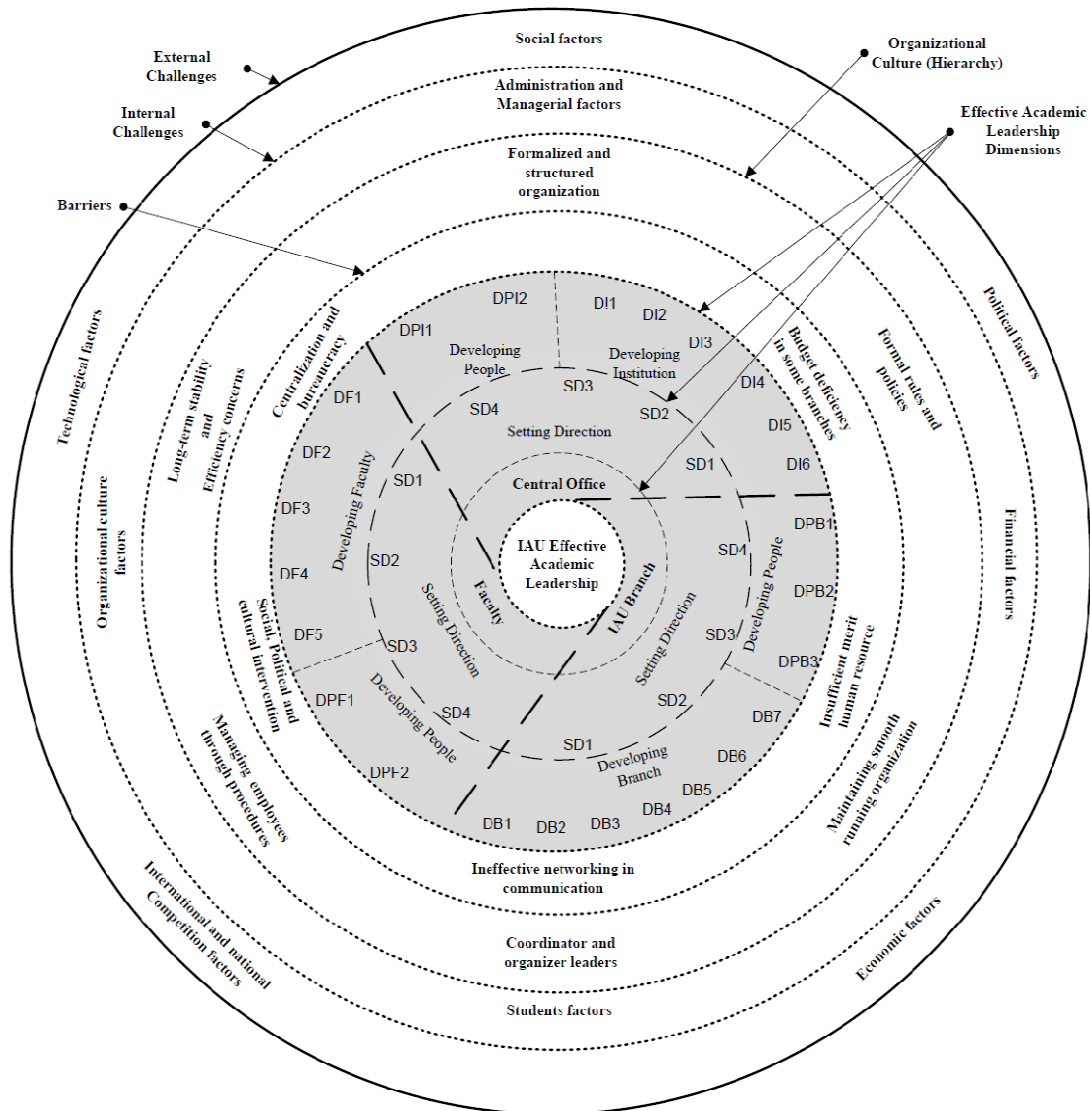 Social factors
External
Challenges
Organizational
Culture (Hierarchy)
Administration and
Managerial factors
Internal
Challenges
Effective Academic
Leadership
Dimensions
Formalized and
structured
organization
Barriers
Technological factors
Political factors
Long-term stability
and
Efficiency concerns
Centralization and
bureaucracy
Budget deficiency
in some branches
Formal rules and
policies
DPI1
DPI2
DI1
DI2
DI3
DI4
DI5
DI6
Developing
People
Developing
Institution
SD4
SD3
SD2
SD1
Setting Direction
Central Office
IAU Effective
Academic
Leadership
DF1
DF2
DF3
DF4
DF5
Developing Faculty
SD1
SD2
SD3
SD4
Setting Direction
Faculty
Developing People
DPF1
DPF2
IAU Branch
Setting Direction
SD4
SD3
SD2
SD1
Developing People
DPB1
DPB2
DPB3
Developing
Branch
DB7
DB6
DB5
DB4
DB3
DB2
DB1
Organizational culture
factors
Financial factors
Social, Political and
cultural intervention
Insufficient merit
human resource
Managing employees
through procedures
Maintaining smooth
running organization
Ineffective networking in
communication
International and national
Competition factors
Economic factors
Coordinator and
organizer leaders
Students factors